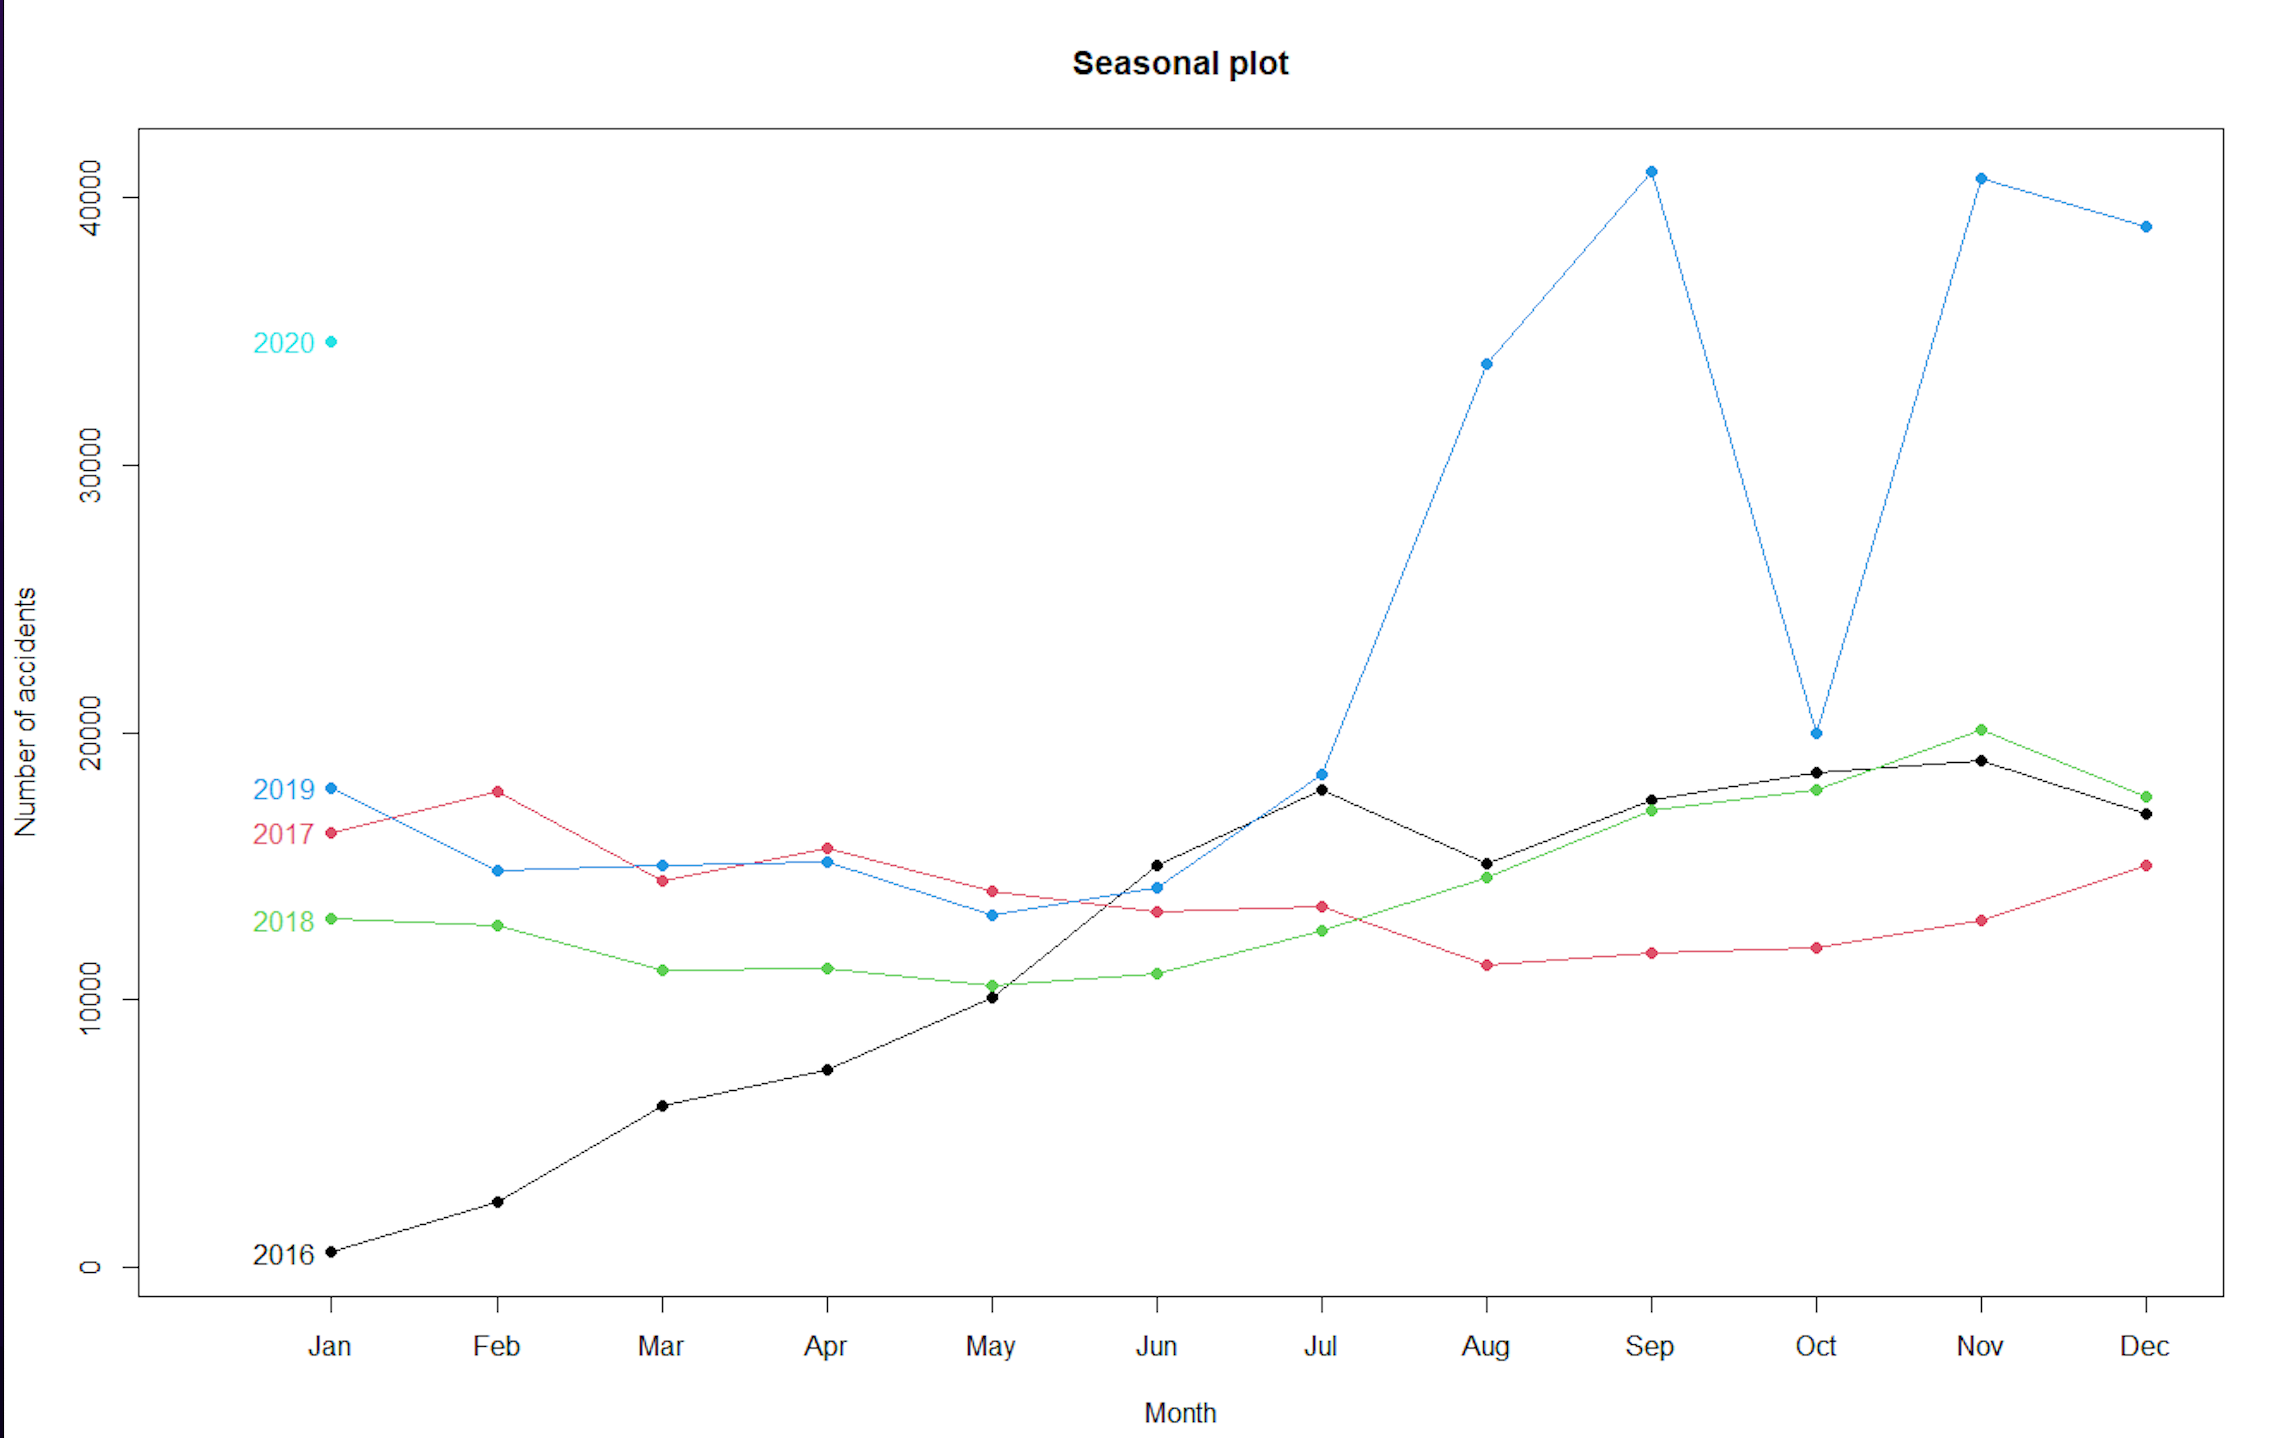 Seasonal plot
Number of accidents
40000
30000
20000
10000
0
2020
2019
2017
2018
2016
Jan Feb Mar Apr May Jun Jul Aug Sep Oct Nov Dec
Month